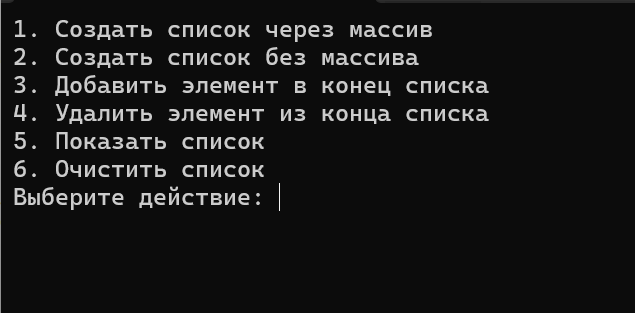 1. Создать список через массив
2. Создать список без массива
3. Добавить элемент в конец списка
4. Удалить элемент из конца списка
5. Показать список
6. Очистить список
Выберите действие: